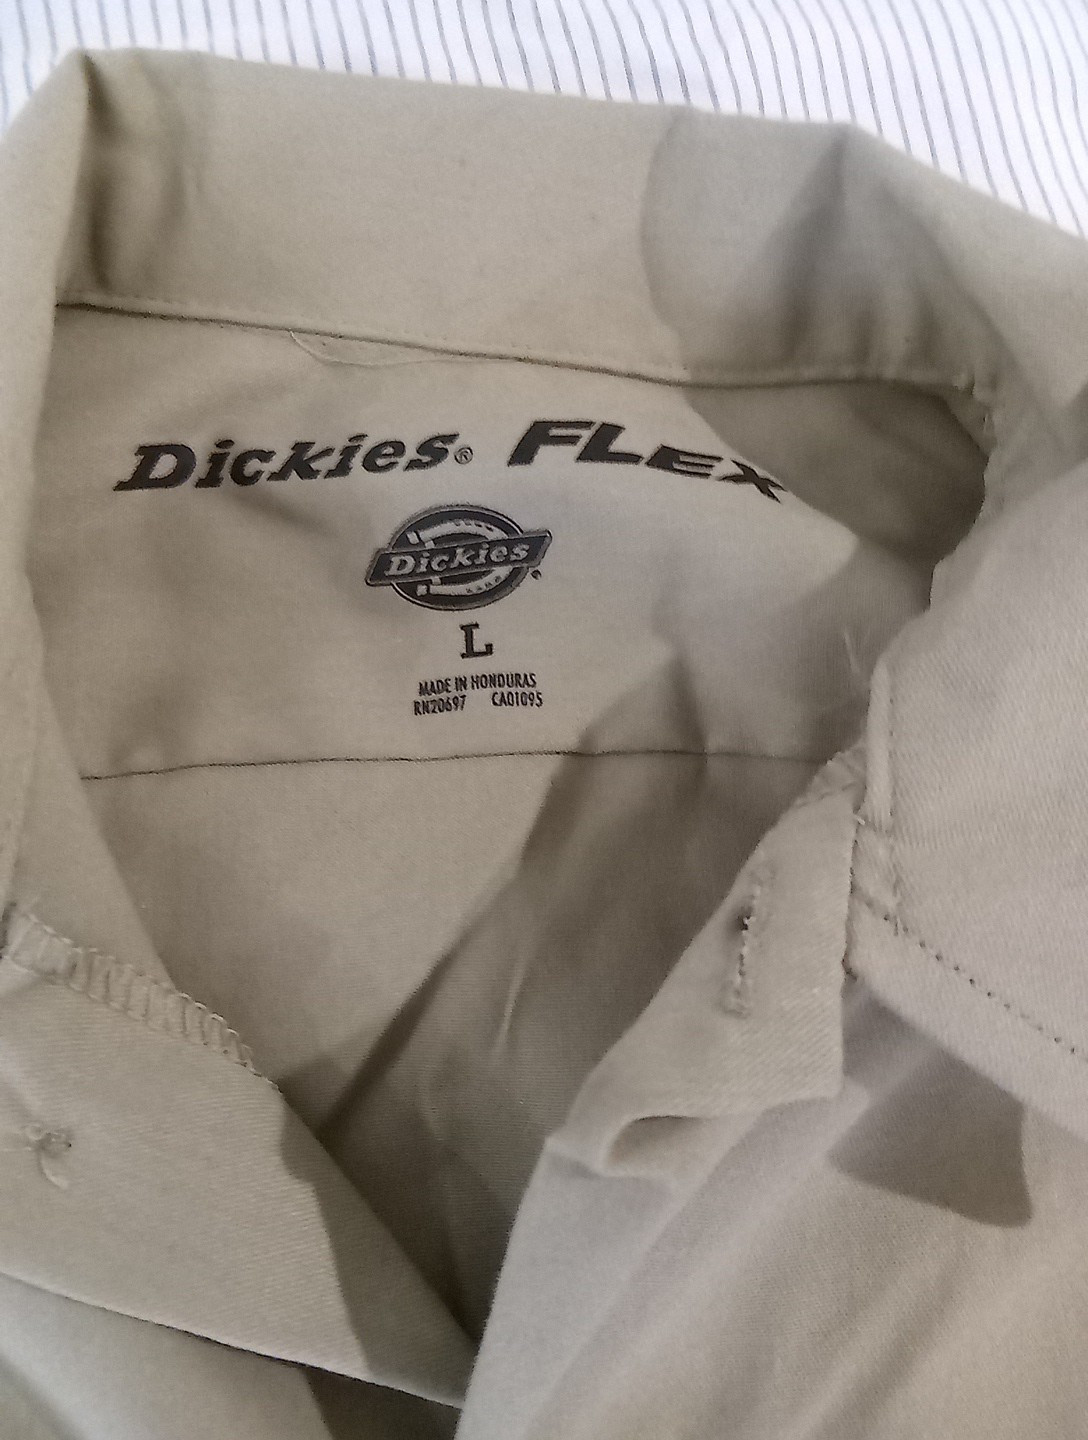 Dickies® FLEX
Dickies
L
MADE IN HONDURAS
RN20697 CA01095